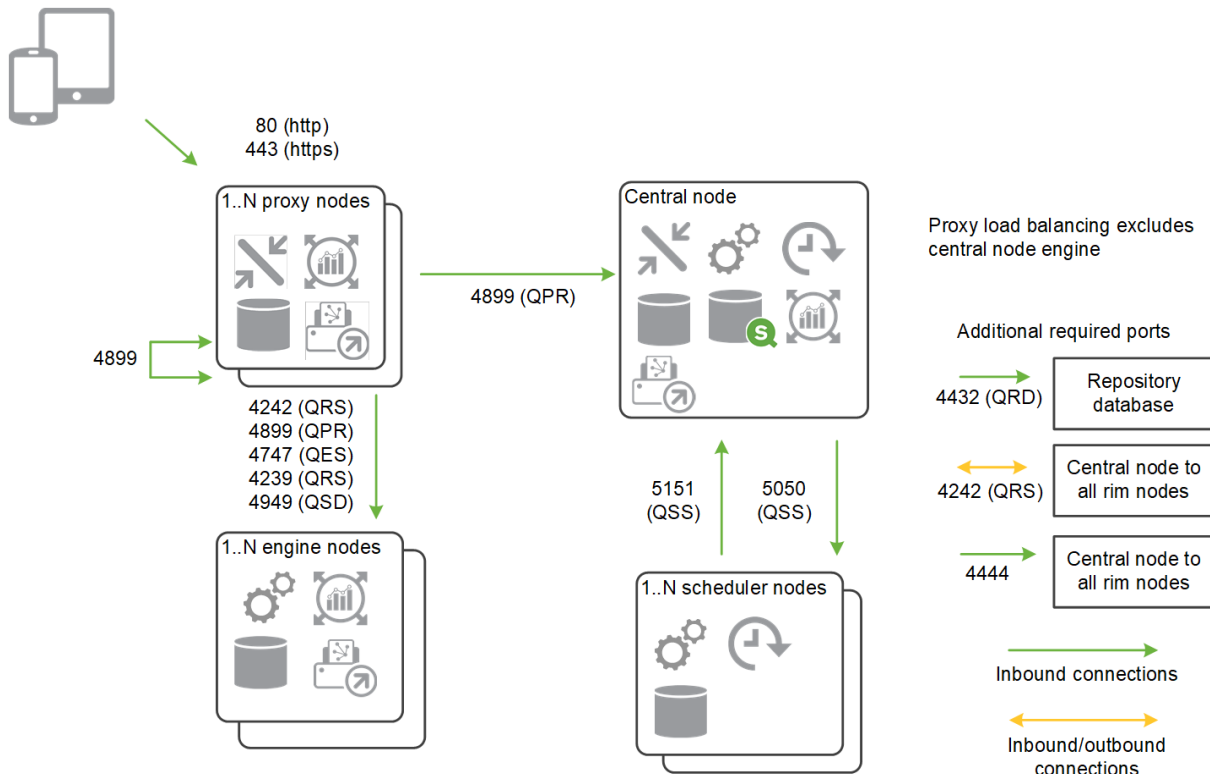 80 (http)
443 (https)
1..N proxy nodes
4899
4899 (QPR)
Central node
S
4242 (QRS)
4899 (QPR)
4747 (QES)
4239 (QRS)
4949 (QSD)
1..N engine nodes
5151
(QSS)
5050
(QSS)
1..N scheduler nodes
Proxy load balancing excludes
central node engine
Additional required ports
4432 (QRD)
Repository
database
4242 (QRS)
Central node to
all rim nodes
4444
Central node to
all rim nodes
Inbound connections
Inbound/outbound
connections